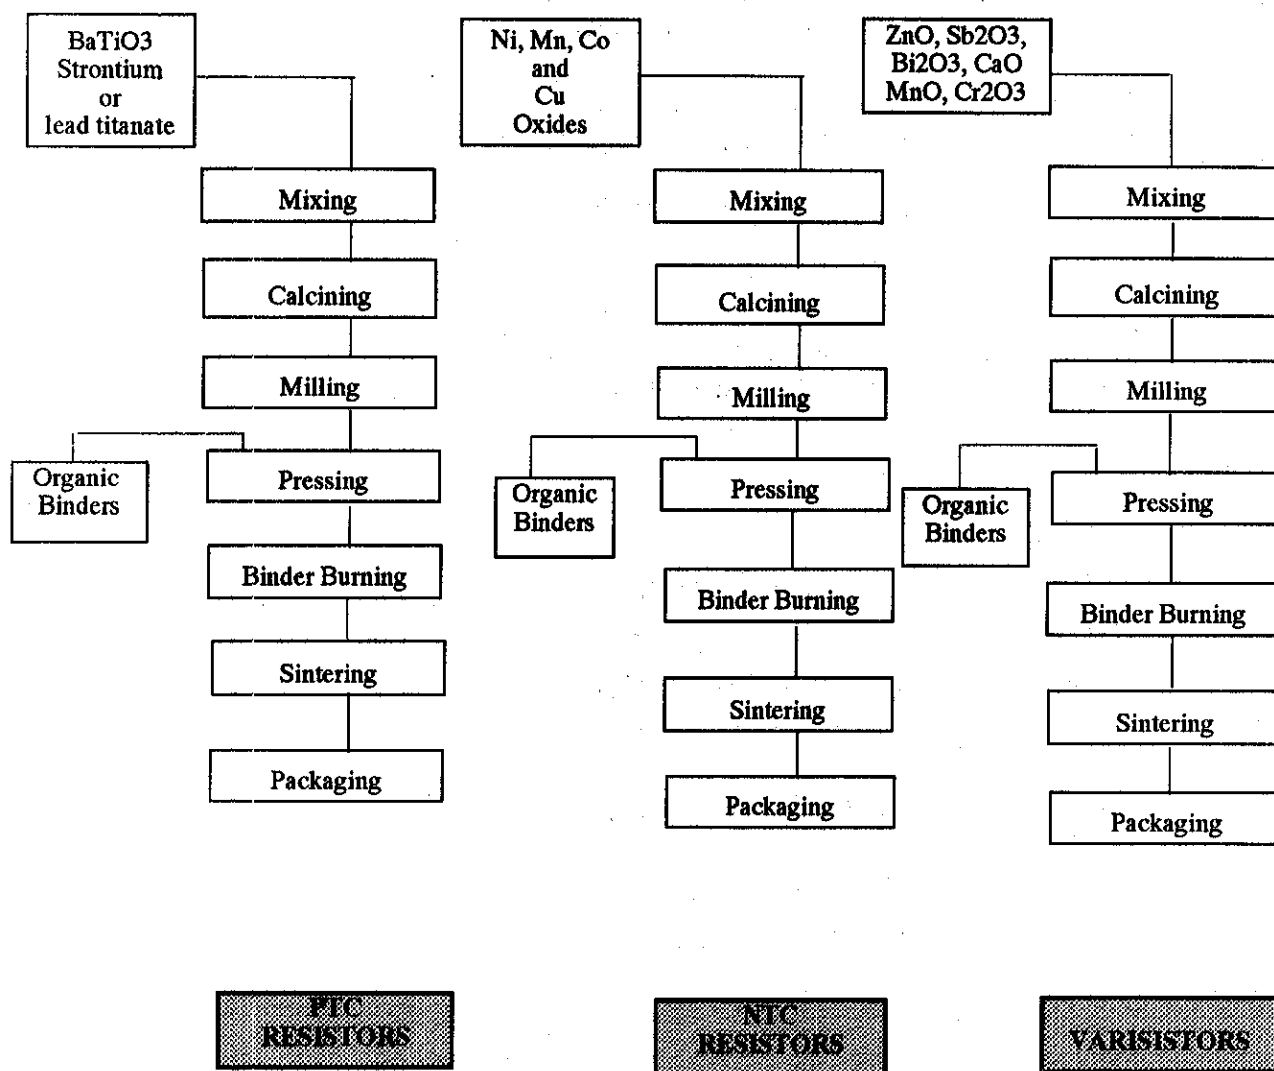 BaTiO3
Strontium
or
lead titanate
Mixing
Calcining
Milling
Organic
Binders
Pressing
Binder Burning
Sintering
Packaging
PTC
RESISTORS
Ni, Mn, Co
and
Cu
Oxides
Mixing
Calcining
Milling
Organic
Binders
Pressing
Binder Burning
Sintering
Packaging
NTC
RESISTORS
ZnO, Sb2O3,
Bi2O3, CaO
MnO, Cr2O3
Mixing
Calcining
Milling
Organic
Binders
Pressing
Binder Burning
Sintering
Packaging
VARISISTORS